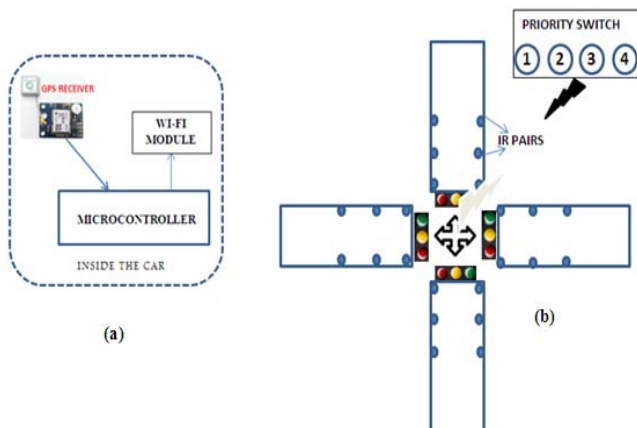 GPS RECEIVER
WI-FI
MODULE
MICROCONTROLLER
INSIDE THE CAR
(a)
PRIORITY SWITCH
1 2 3 4
IR PAIRS
(b)